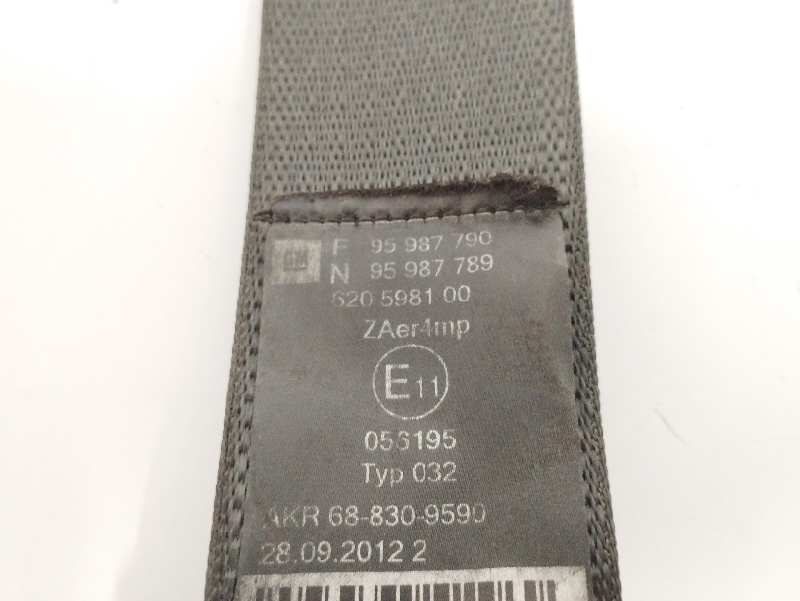 GM F 95 987 790
N 95 987 789
620 5981 00
ZAer4mp
E11
056195
Typ 032
AKR 68-830-9590
28.09.2012 2